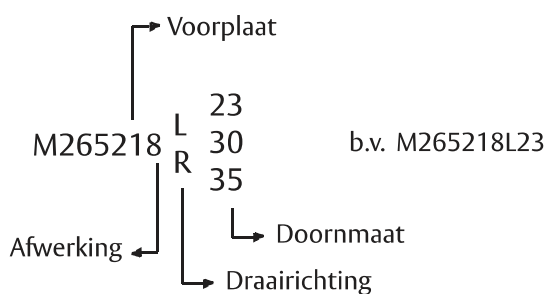 Voorplaat
23
L
M265218 30 b.v. M265218L23
R
35
Doornmaat
Afwerking
Draairichting